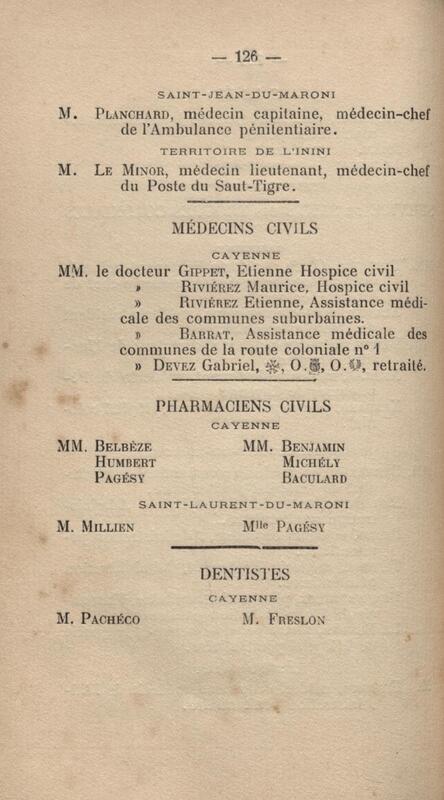 — 126 —
SAINT-JEAN-DU-MARONI
M. PLANCHARD, médecin capitaine, médecin-chef
de l'Ambulance pénitentiaire.
TERRITOIRE DE L'ININI
M. LE MINOR, médecin lieutenant, médecin-chef
du Poste du Saut-Tigre.
MÉDECINS CIVILS
CAYENNE
MM. le docteur GIPPET, Etienne Hospice civil
» RIVIÉREZ Maurice, Hospice civil
» RIVIÉREZ Etienne, Assistance médi-
cale des communes suburbaines.
» BARRAT, Assistance médicale des
communes de la route coloniale n° 1
» DEVEZ Gabriel, , O. , O. , retraité.
PHARMACIENS CIVILS
CAYENNE
MM. BELBÈZE MM. BENJAMIN
HUMBERT MICHÉLY
PAGÉSY BACULARD
SAINT-LAURENT-DU-MARONI
M. MILLIEN Mlle PAGÉSY
DENTISTES
CAYENNE
M. PACHÉCO M. FRESLON